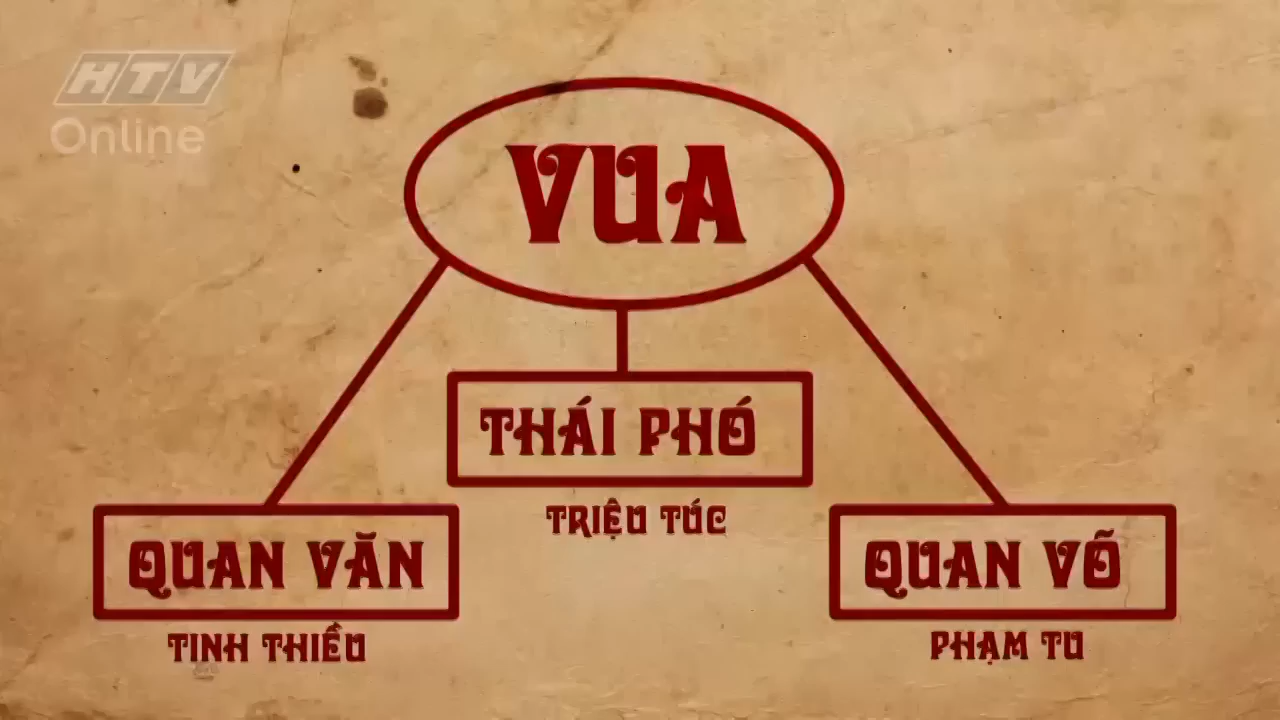 HTV
Online
VUA
THÁI PHÓ
TRIỆU TÚC
QUAN VĂN
TINH THIỀU
QUAN VÕ
PHẠM TU